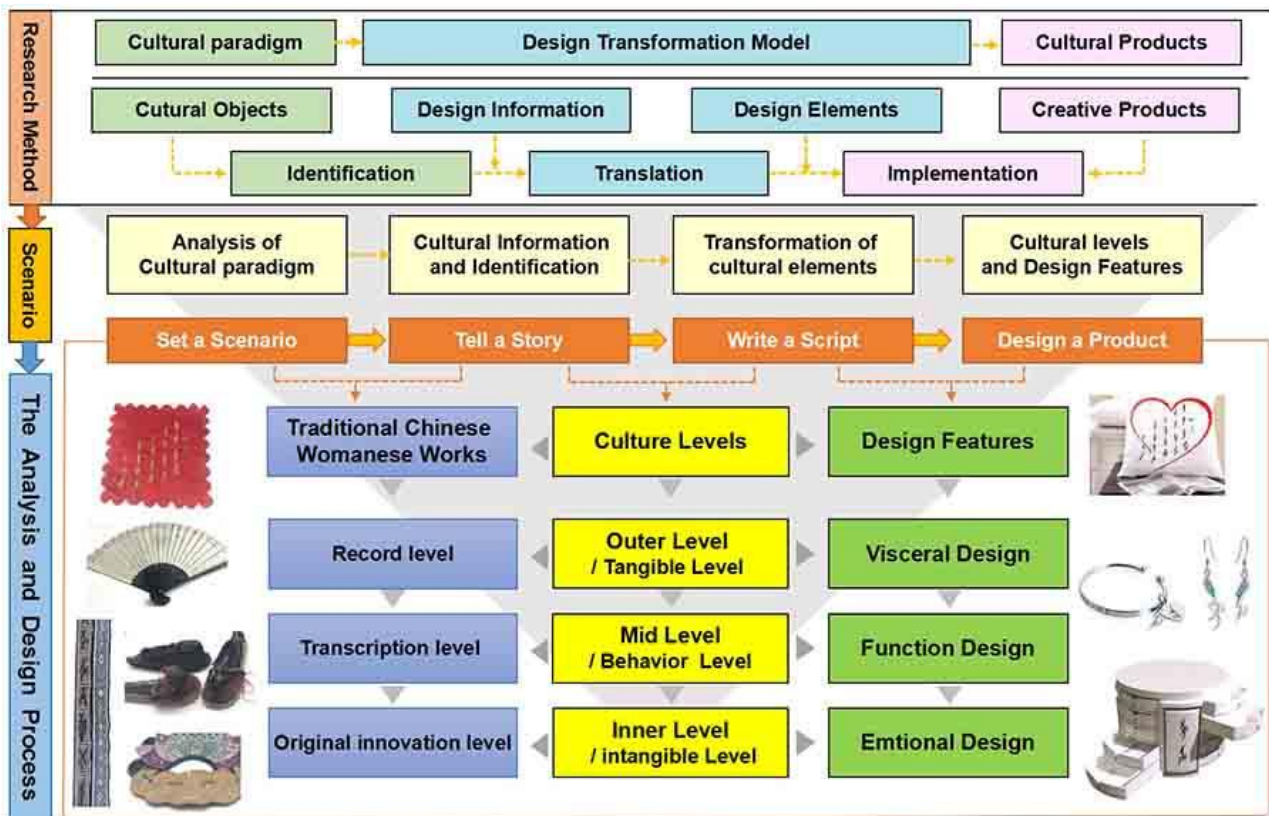 Research Method
Cultural paradigm
Design Transformation Model
Cultural Products
Cutural Objects
Design Information
Design Elements
Creative Products
Identification
Translation
Implementation
Scenario
Analysis of
Cultural paradigm
Cultural Information
and Identification
Transformation of
cultural elements
Cultural levels
and Design Features
Set a Scenario
Tell a Story
Write a Script
Design a Product
The Analysis and Design Process
Traditional Chinese
Womanese Works
Culture Levels
Design Features
Record level
Outer Level
/ Tangible Level
Visceral Design
Transcription level
Mid Level
/ Behavior Level
Function Design
Original innovation level
Inner Level
/ intangible Level
Emtional Design